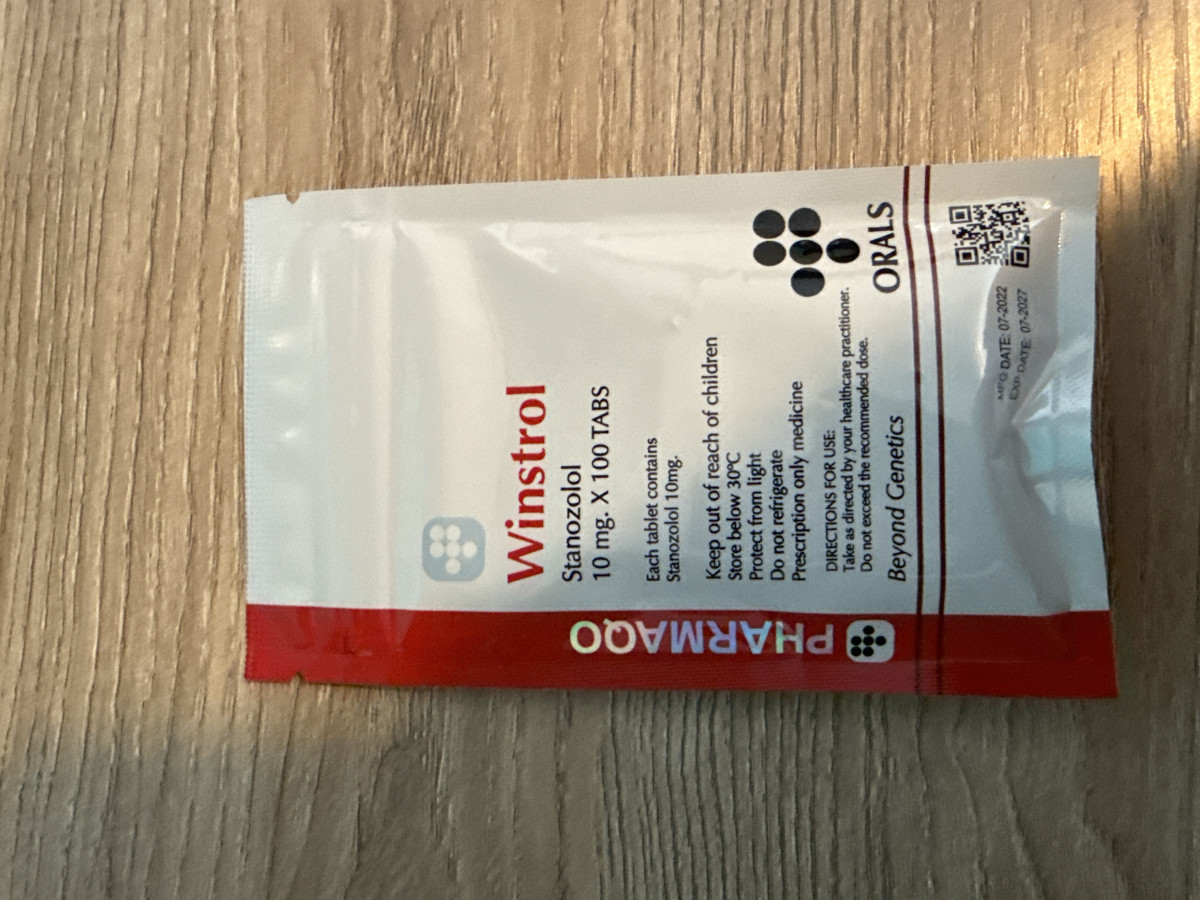 Winstrol
Stanozolol
10 mg. X 100 TABS
Each tablet contains
Stanozolol 10mg.
Keep out of reach of children
Store below 30ºC
Protect from light
Do not refrigerate
Prescription only medicine
DIRECTIONS FOR USE:
Take as directed by your healthcare practitioner.
Do not exceed the recommended dose.
Beyond Genetics
ORALS
MFG DATE: 07-2022
EXP DATE: 07-2027
PHARMAQO